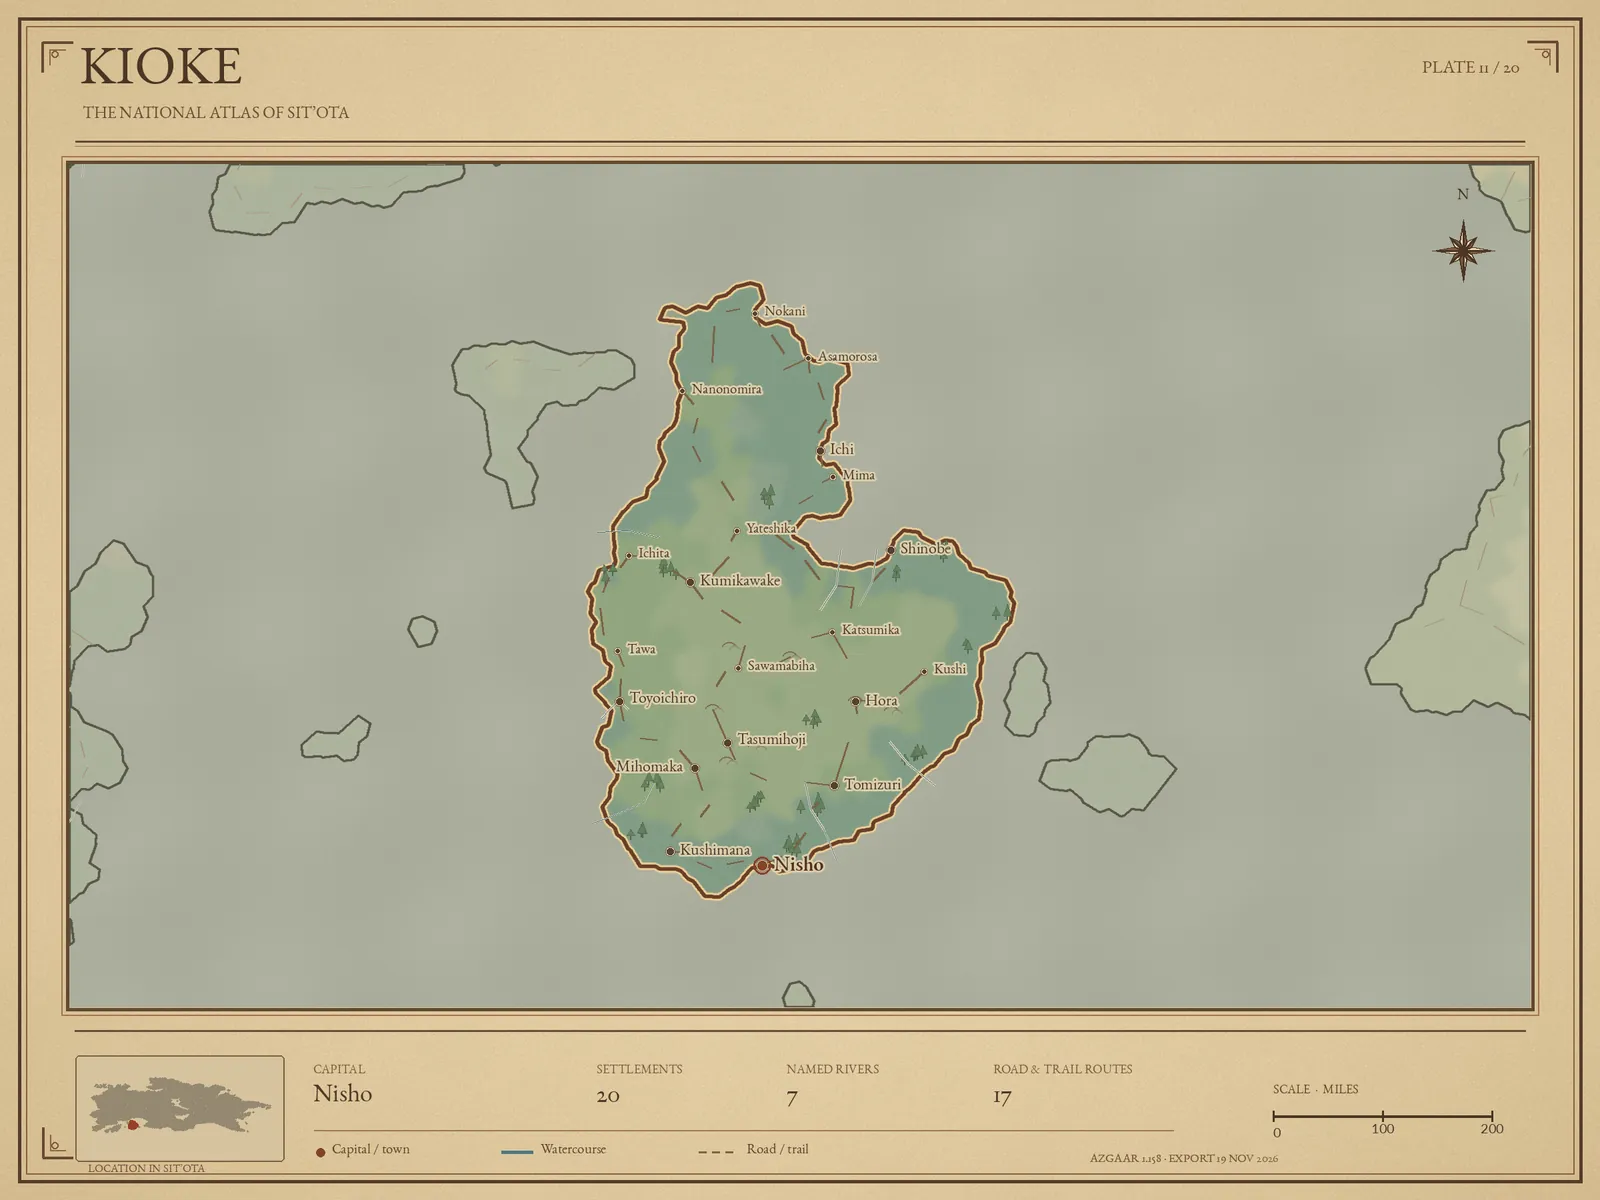 KIOKE
PLATE 11 / 20
THE NATIONAL ATLAS OF SIT'OTA
N
Nokani
Asamorosa
Nanonomira
Ichi
Mima
Yateshika
Shinobe
Ichita
Kumikawake
Katsumika
Tawa
Sawamabiha
Kushi
Toyoichiro
Hora
Tasumihoji
Mihomaka
Tomizuri
Kushimana
Nisho
CAPITAL
Nisho
SETTLEMENTS
20
NAMED RIVERS
7
ROAD & TRAIL ROUTES
17
SCALE · MILES
0 100 200
Capital / town
Watercourse
Road / trail
AZGAAR 1.158 · EXPORT 19 NOV 2026
LOCATION IN SIT'OTA